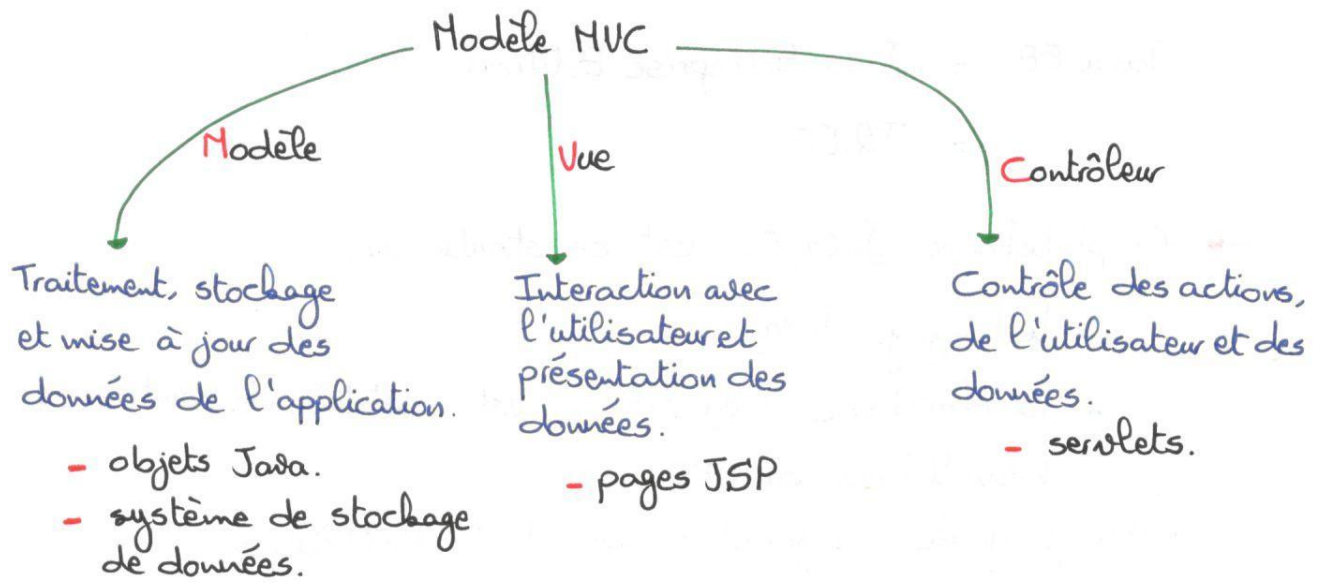 Modèle MVC
Modèle
Vue
Contrôleur
Traitement, stockage
et mise à jour des
données de l'application.
- objets Java.
- système de stockage
de données.
Interaction avec
l'utilisateur et
présentation des
données.
- pages JSP
Contrôle des actions,
de l'utilisateur et des
données.
- servlets.